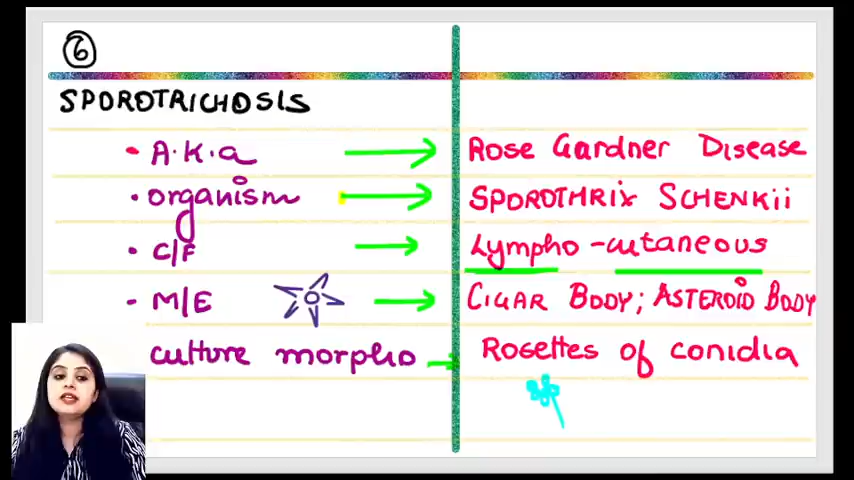 6
SPOROTRICHOSIS
• A.K.a → Rose Gardner Disease
• organism → SPOROTHRIX SCHENKii
• C/F → Lympho-cutaneous
• M/E → CIGAR BODY; ASTEROID BODY
culture morpho → Rosettes of conidia